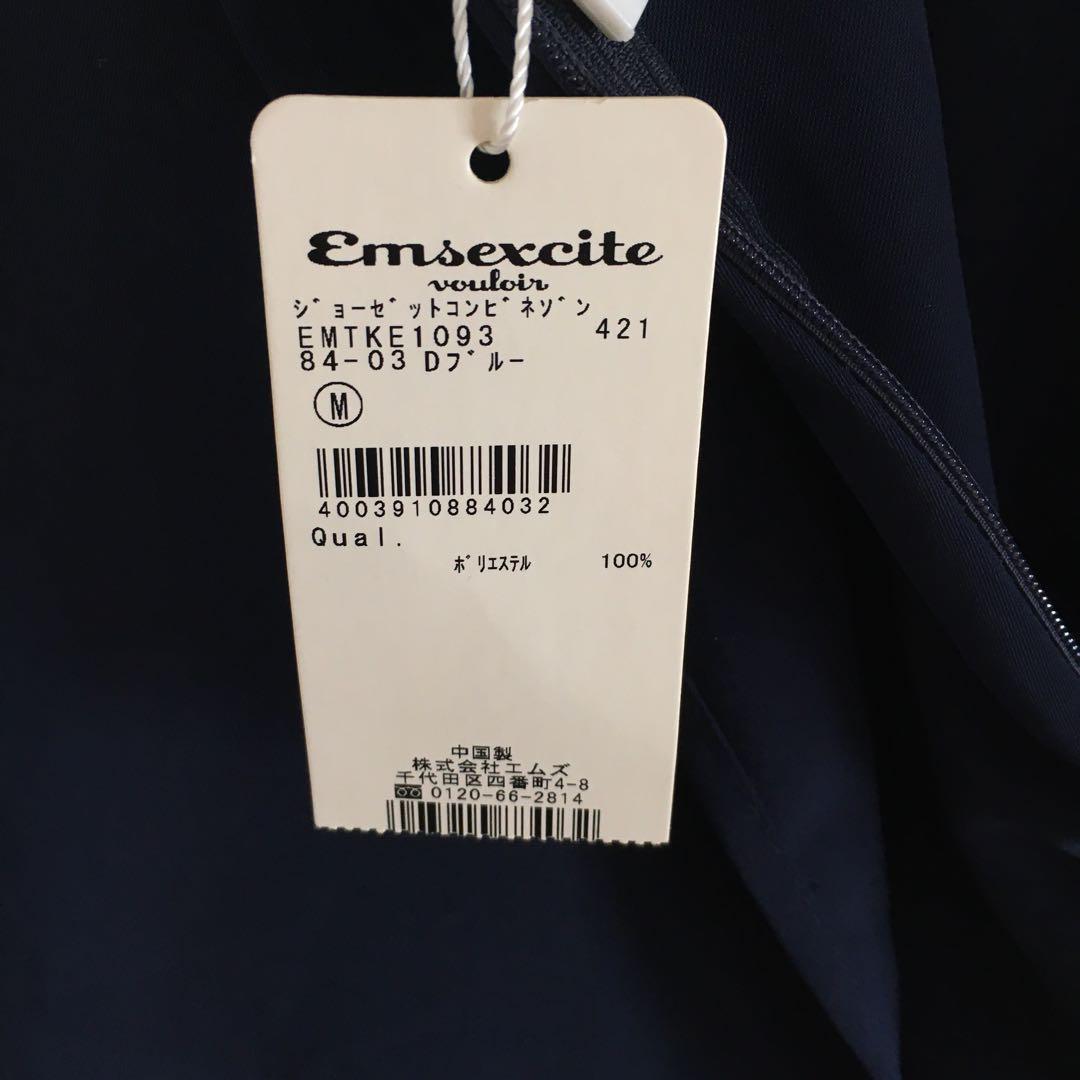 Emsexcite
vouloir
ジョーゼットコンビネゾン
EMTKE1093 421
84-03 Dブルー
M
4003910884032
Qual.
ポリエステル 100%
中国製
株式会社エムズ
千代田区四番町4-8
0120-66-2814